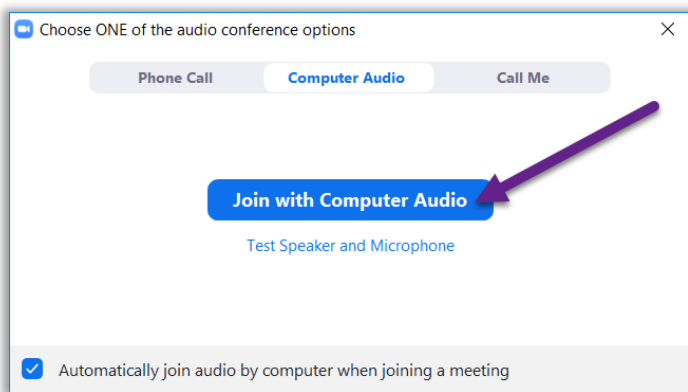 Choose ONE of the audio conference options
Phone Call Computer Audio Call Me
Join with Computer Audio
Test Speaker and Microphone
Automatically join audio by computer when joining a meeting